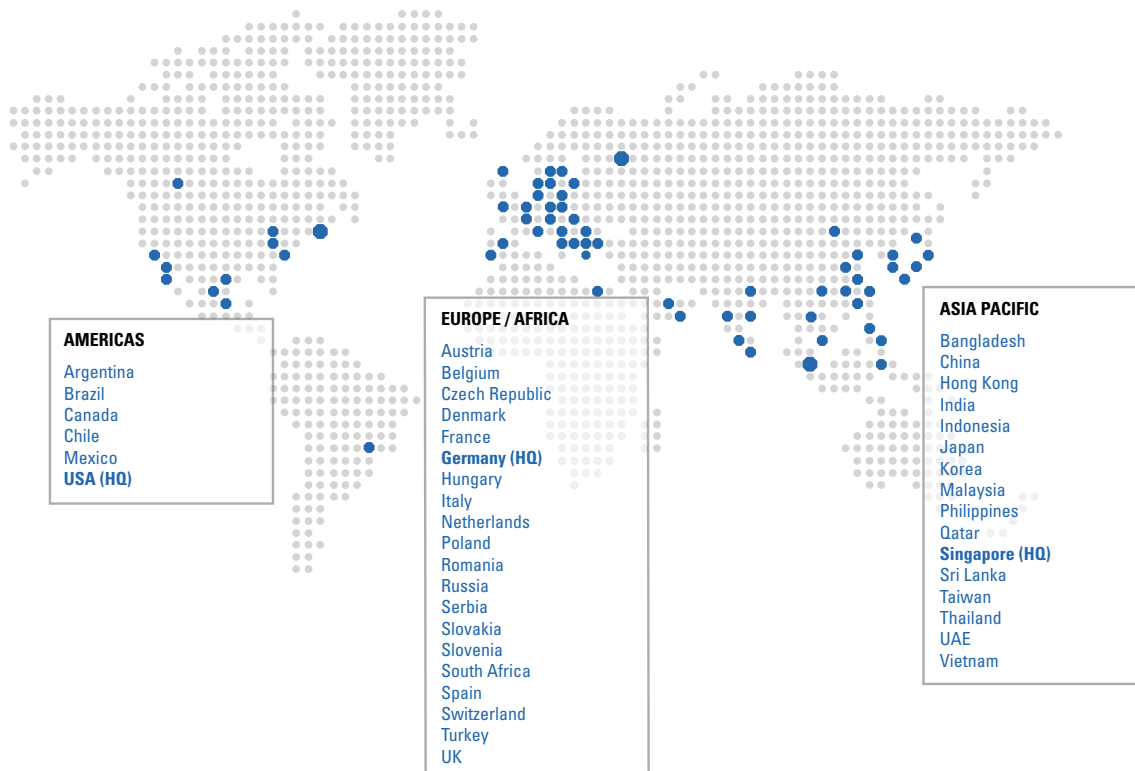 AMERICAS
Argentina
Brazil
Canada
Chile
Mexico
USA (HQ)
EUROPE / AFRICA
Austria
Belgium
Czech Republic
Denmark
France
Germany (HQ)
Hungary
Italy
Netherlands
Poland
Romania
Russia
Serbia
Slovakia
Slovenia
South Africa
Spain
Switzerland
Turkey
UK
ASIA PACIFIC
Bangladesh
China
Hong Kong
India
Indonesia
Japan
Korea
Malaysia
Philippines
Qatar
Singapore (HQ)
Sri Lanka
Taiwan
Thailand
UAE
Vietnam